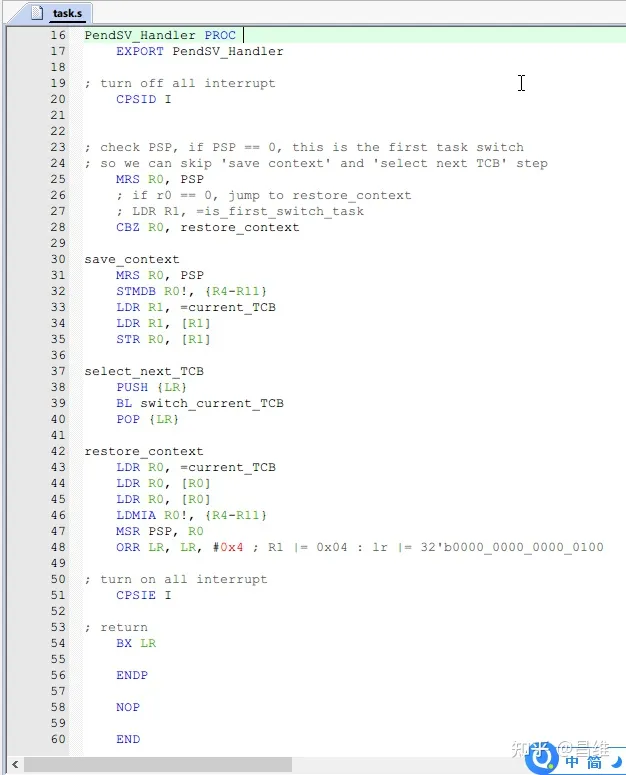 task.s
16 PendSV_Handler PROC
17 EXPORT PendSV_Handler
18
19 ; turn off all interrupt
20 CPSID I
21
22
23 ; check PSP, if PSP == 0, this is the first task switch
24 ; so we can skip 'save context' and 'select next TCB' step
25 MRS R0, PSP
26 ; if r0 == 0, jump to restore_context
27 ; LDR R1, =is_first_switch_task
28 CBZ R0, restore_context
29
30 save_context
31 MRS R0, PSP
32 STMDB R0!, {R4-R11}
33 LDR R1, =current_TCB
34 LDR R1, [R1]
35 STR R0, [R1]
36
37 select_next_TCB
38 PUSH {LR}
39 BL switch_current_TCB
40 POP {LR}
41
42 restore_context
43 LDR R0, =current_TCB
44 LDR R0, [R0]
45 LDR R0, [R0]
46 LDMIA R0!, {R4-R11}
47 MSR PSP, R0
48 ORR LR, LR, #0x4 ; R1 |= 0x04 : lr |= 32'b0000_0000_0000_0100
49
50 ; turn on all interrupt
51 CPSIE I
52
53 ; return
54 BX LR
55
56 ENDP
57
58 NOP
59
60 END
知乎 @昌维
中 简